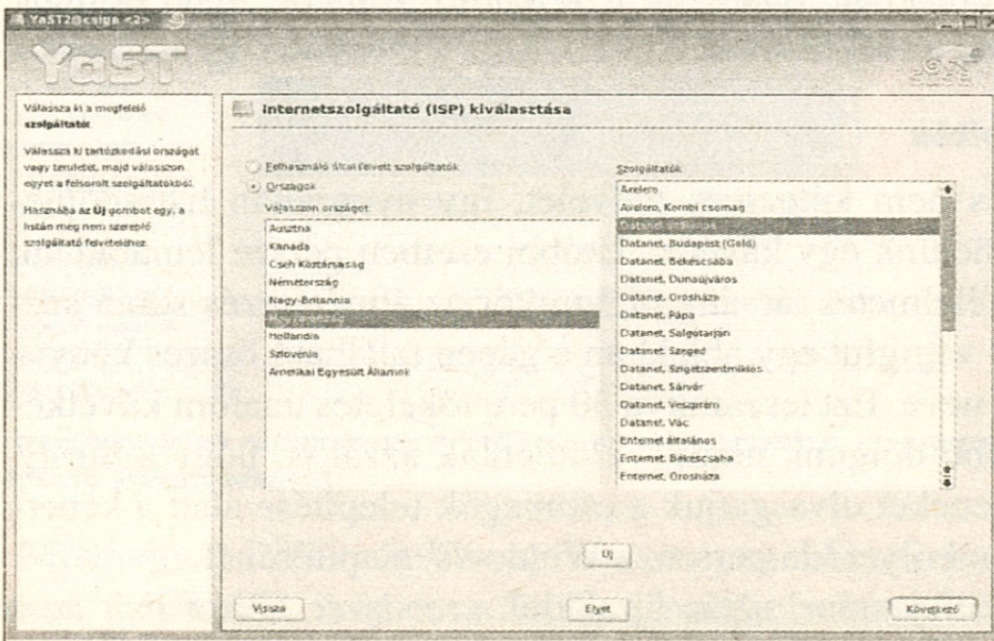 YaST2@csiga <2>
YaST
Válassza ki a megfelelő
szolgáltatót.
Válassza ki tartózkodási országát
vagy területét, majd válasszon
egyet a felsorolt szolgáltatókból.
Használja az Új gombot egy, a
listán még nem szereplő
szolgáltató felvételéhez.
Internetszolgáltató (ISP) kiválasztása
Felhasználó által felvett szolgáltatók
Országok
Válasszon országot
Ausztria
Kanada
Cseh Köztársaság
Németország
Nagy-Britannia
Hollandia
Szlovénia
Amerikai Egyesült Államok
Szolgáltatók
Axelero
Axelero, Kombi csomag
Datanet általános
Datanet, Budapest (Gold)
Datanet, Békéscsaba
Datanet, Dunaújváros
Datanet, Orosháza
Datanet, Pápa
Datanet, Salgótarján
Datanet, Szeged
Datanet, Szigetszentmiklós
Datanet, Sárvár
Datanet, Veszprém
Datanet, Vác
Enternet általános
Enternet, Békéscsaba
Enternet, Orosháza
Új
Vissza
Elvet
Következő